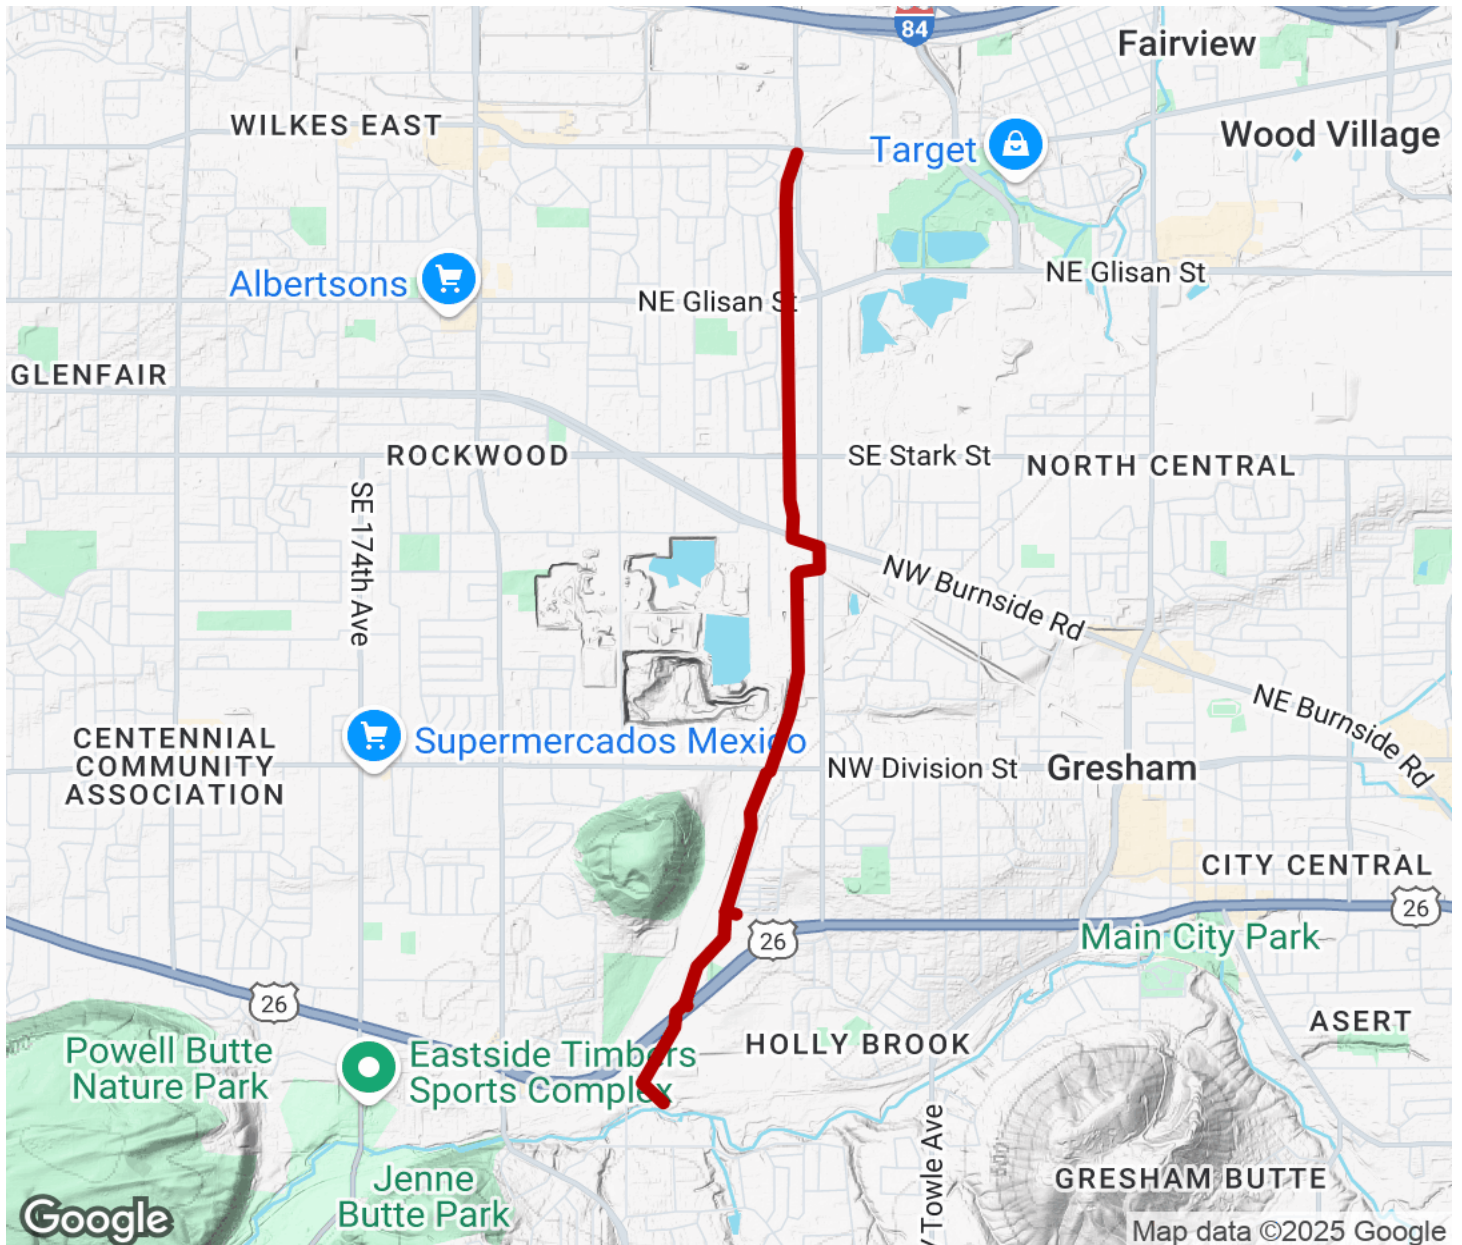 84
Fairview
WILKES EAST
Target
Wood Village
Albertsons
NE Glisan St
NE Glisan St
GLENFAIR
ROCKWOOD
SE Stark St
NORTH CENTRAL
SE 174th Ave
NW Burnside Rd
NE Burnside Rd
CENTENNIAL
COMMUNITY
ASSOCIATION
Supermercados Mexico
NW Division St
Gresham
CITY CENTRAL
26
26
Main City Park
26
ASERT
HOLLY BROOK
Powell Butte
Nature Park
Eastside Timbers
Sports Complex
Towle Ave
Jenne
Butte Park
GRESHAM BUTTE
Google
Map data ©2025 Google